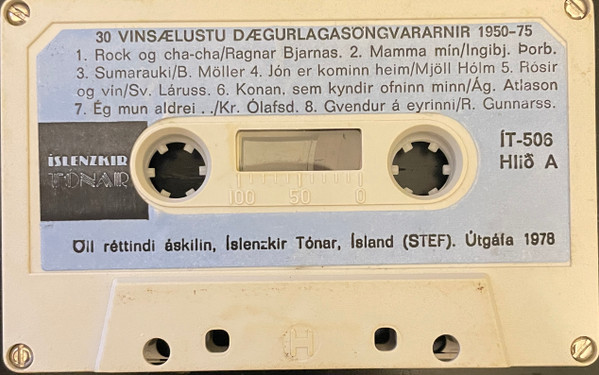 30 VINSÆLUSTU DÆGURLAGASÖNGVARARNIR 1950-75
1. Rock og cha-cha/Ragnar Bjarnas. 2. Mamma mín/Ingibj. Þorb.
3. Sumarauki/B. Möller 4. Jón er kominn heim/Mjöll Hólm 5. Rósir
og vín/Sv. Láruss. 6. Konan, sem kyndir ofninn minn/Ág. Atlason
7. Ég mun aldrei ../Kr. Ólafsd. 8. Gvendur á eyrinni/R. Gunnarss.
ÍSLENZKIR
TÓNAR
ÍT-506
Hlið A
100 50 0
Öll réttindi áskilin, Íslenzkir Tónar, Ísland (STEF). Útgáfa 1978
H